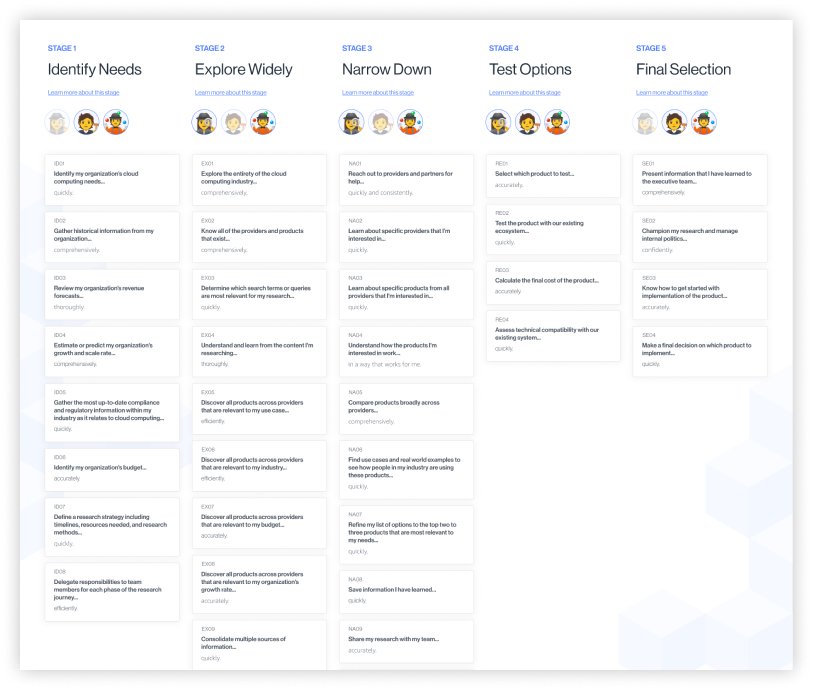 STAGE 1
Identify Needs
Learn more about this stage
ID01
Identify my organization's cloud
computing needs...
quickly.
ID02
Gather historical information from my
organization...
comprehensively.
ID03
Review my organization's revenue
forecasts...
thoroughly.
ID04
Estimate or predict my organization's
growth and scale rate...
comprehensively.
ID05
Gather the most up-to-date compliance
and regulatory information within my
industry as it relates to cloud computing...
quickly.
ID06
Identify my organization's budget...
accurately.
ID07
Define a research strategy including
timelines, resources needed, and research
methods...
quickly.
ID08
Delegate responsibilities to team
members for each phase of the research
journey...
efficiently.
STAGE 2
Explore Widely
Learn more about this stage
EX01
Explore the entirety of the cloud
computing industry...
comprehensively.
EX02
Know all of the providers and products
that exist...
comprehensively.
EX03
Determine which search terms or queries
are most relevant for my research...
quickly.
EX04
Understand and learn from the content I'm
researching...
thoroughly.
EX05
Discover all products across providers
that are relevant to my use case...
efficiently.
EX06
Discover all products across providers
that are relevant to my industry...
efficiently.
EX07
Discover all products across providers
that are relevant to my budget...
accurately.
EX08
Discover all products across providers
that are relevant to my organization's
growth rate...
accurately.
EX09
Consolidate multiple sources of
information...
quickly.
STAGE 3
Narrow Down
Learn more about this stage
NA01
Reach out to providers and partners for
help...
quickly and consistently.
NA02
Learn about specific providers that I'm
interested in...
quickly.
NA03
Learn about specific products from all
providers that I'm interested in...
quickly.
NA04
Understand how the products I'm
interested in work...
in a way that works for me.
NA05
Compare products broadly across
providers...
comprehensively.
NA06
Find use cases and real world examples to
see how people in my industry are using
these products...
quickly.
NA07
Refine my list of options to the top two to
three products that are most relevant to
my needs...
quickly.
NA08
Save information I have learned...
quickly
NA09
Share my research with my team...
accurately.
STAGE 4
Test Options
Learn more about this stage
RE01
Select which product to test...
accurately.
RE02
Test the product with our existing
ecosystem...
quickly.
RE03
Calculate the final cost of the product...
accurately.
RE04
Assess technical compatibility with our
existing system...
quickly.
STAGE 5
Final Selection
Learn more about this stage
SE01
Present information that I have learned to
the executive team...
comprehensively.
SE02
Champion my research and manage
internal politics...
confidently.
SE03
Know how to get started with
implementation of the product...
accurately.
SE04
Make a final decision on which product to
implement...
quickly